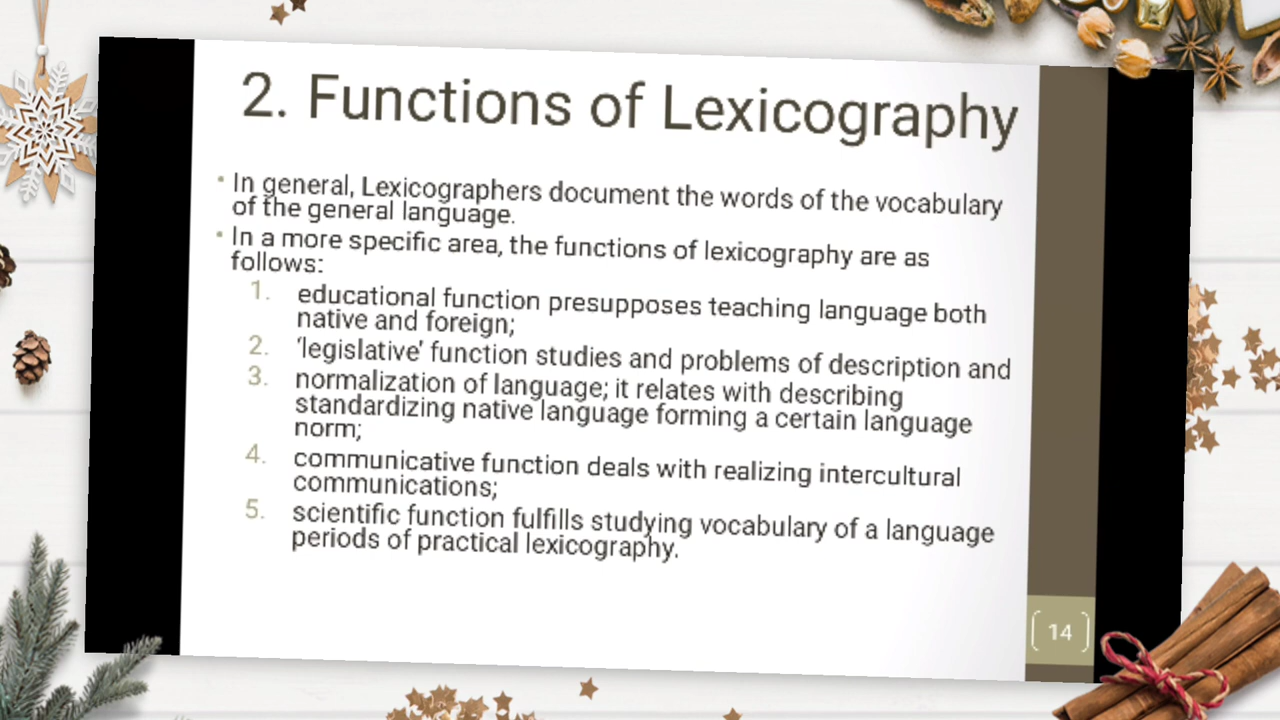 2. Functions of Lexicography
• In general, Lexicographers document the words of the vocabulary
of the general language.
• In a more specific area, the functions of lexicography are as
follows:
1. educational function presupposes teaching language both
native and foreign;
2. ‘legislative’ function studies and problems of description and
3. normalization of language; it relates with describing
standardizing native language forming a certain language
norm;
4. communicative function deals with realizing intercultural
communications;
5. scientific function fulfills studying vocabulary of a language
periods of practical lexicography.
14